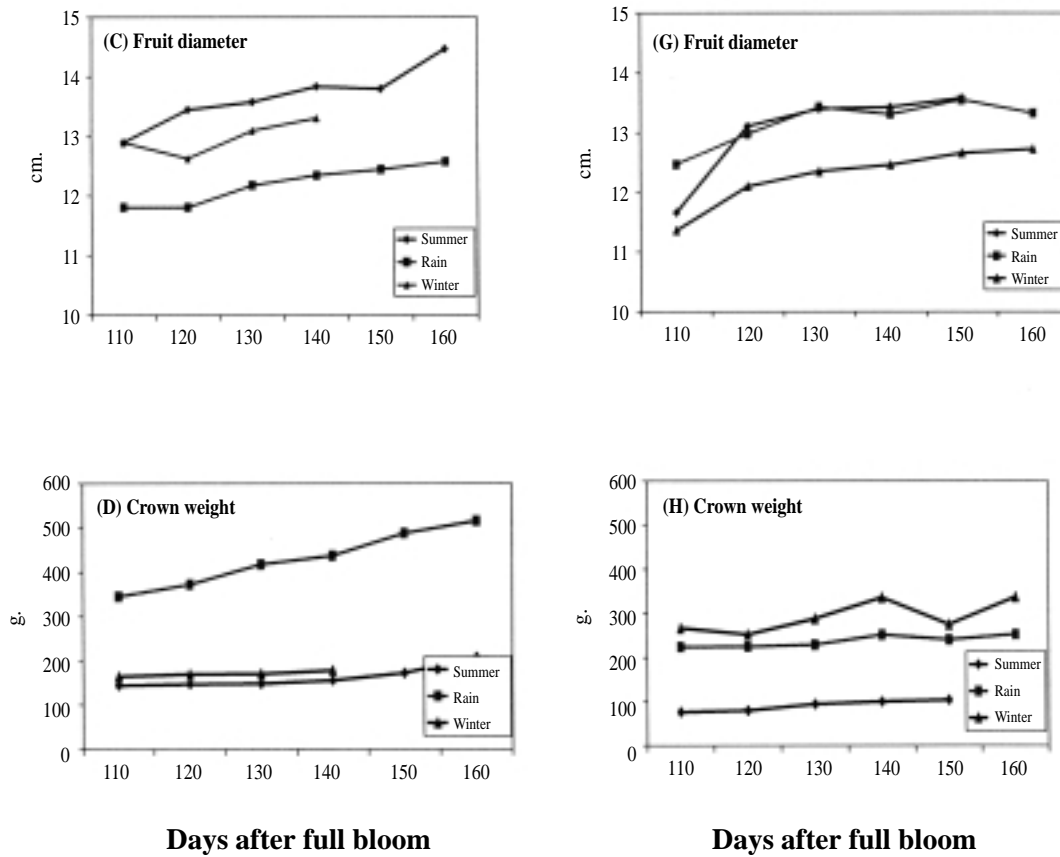 (C) Fruit diameter
15
14
13
12
11
10
cm.
110 120 130 140 150 160
Summer
Rain
Winter
(G) Fruit diameter
15
14
13
12
11
10
cm.
110 120 130 140 150 160
Summer
Rain
Winter
(D) Crown weight
600
500
400
300
200
100
0
g.
110 120 130 140 150 160
Summer
Rain
Winter
Days after full bloom
(H) Crown weight
600
500
400
300
200
100
0
g.
110 120 130 140 150 160
Summer
Rain
Winter
Days after full bloom